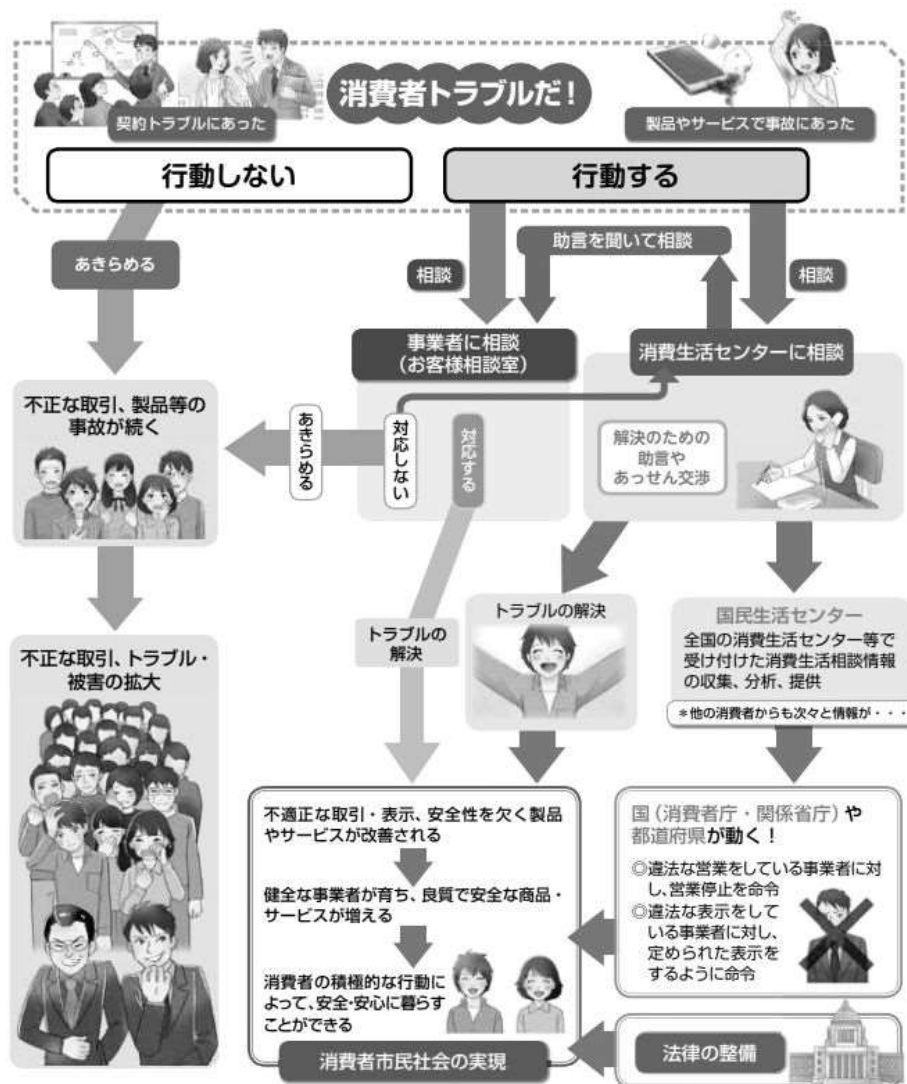 消費者トラブルだ！
契約トラブルにあった
製品やサービスで事故にあった
行動しない
行動する
あきらめる
相談
助言を聞いて相談
相談
事業者に相談
（お客様相談室）
消費生活センターに相談
不正な取引、製品等の
事故が続く
あきらめる
対応しない
対応する
解決のための
助言や
あっせん交渉
トラブルの
解決
トラブルの解決
国民生活センター
全国の消費生活センター等で
受け付けた消費生活相談情報
の収集、分析、提供
＊他の消費者からも次々と情報が・・・
不正な取引、トラブル・
被害の拡大
不適正な取引・表示、安全性を欠く製品
やサービスが改善される
健全な事業者が育ち、良質で安全な商品・
サービスが増える
消費者の積極的な行動に
よって、安全・安心に暮らす
ことができる
消費者市民社会の実現
国（消費者庁・関係省庁）や
都道府県が動く！
◎違法な営業をしている事業者に対
し、営業停止を命令
◎違法な表示をして
いる事業者に対し、
定められた表示を
するように命令
法律の整備